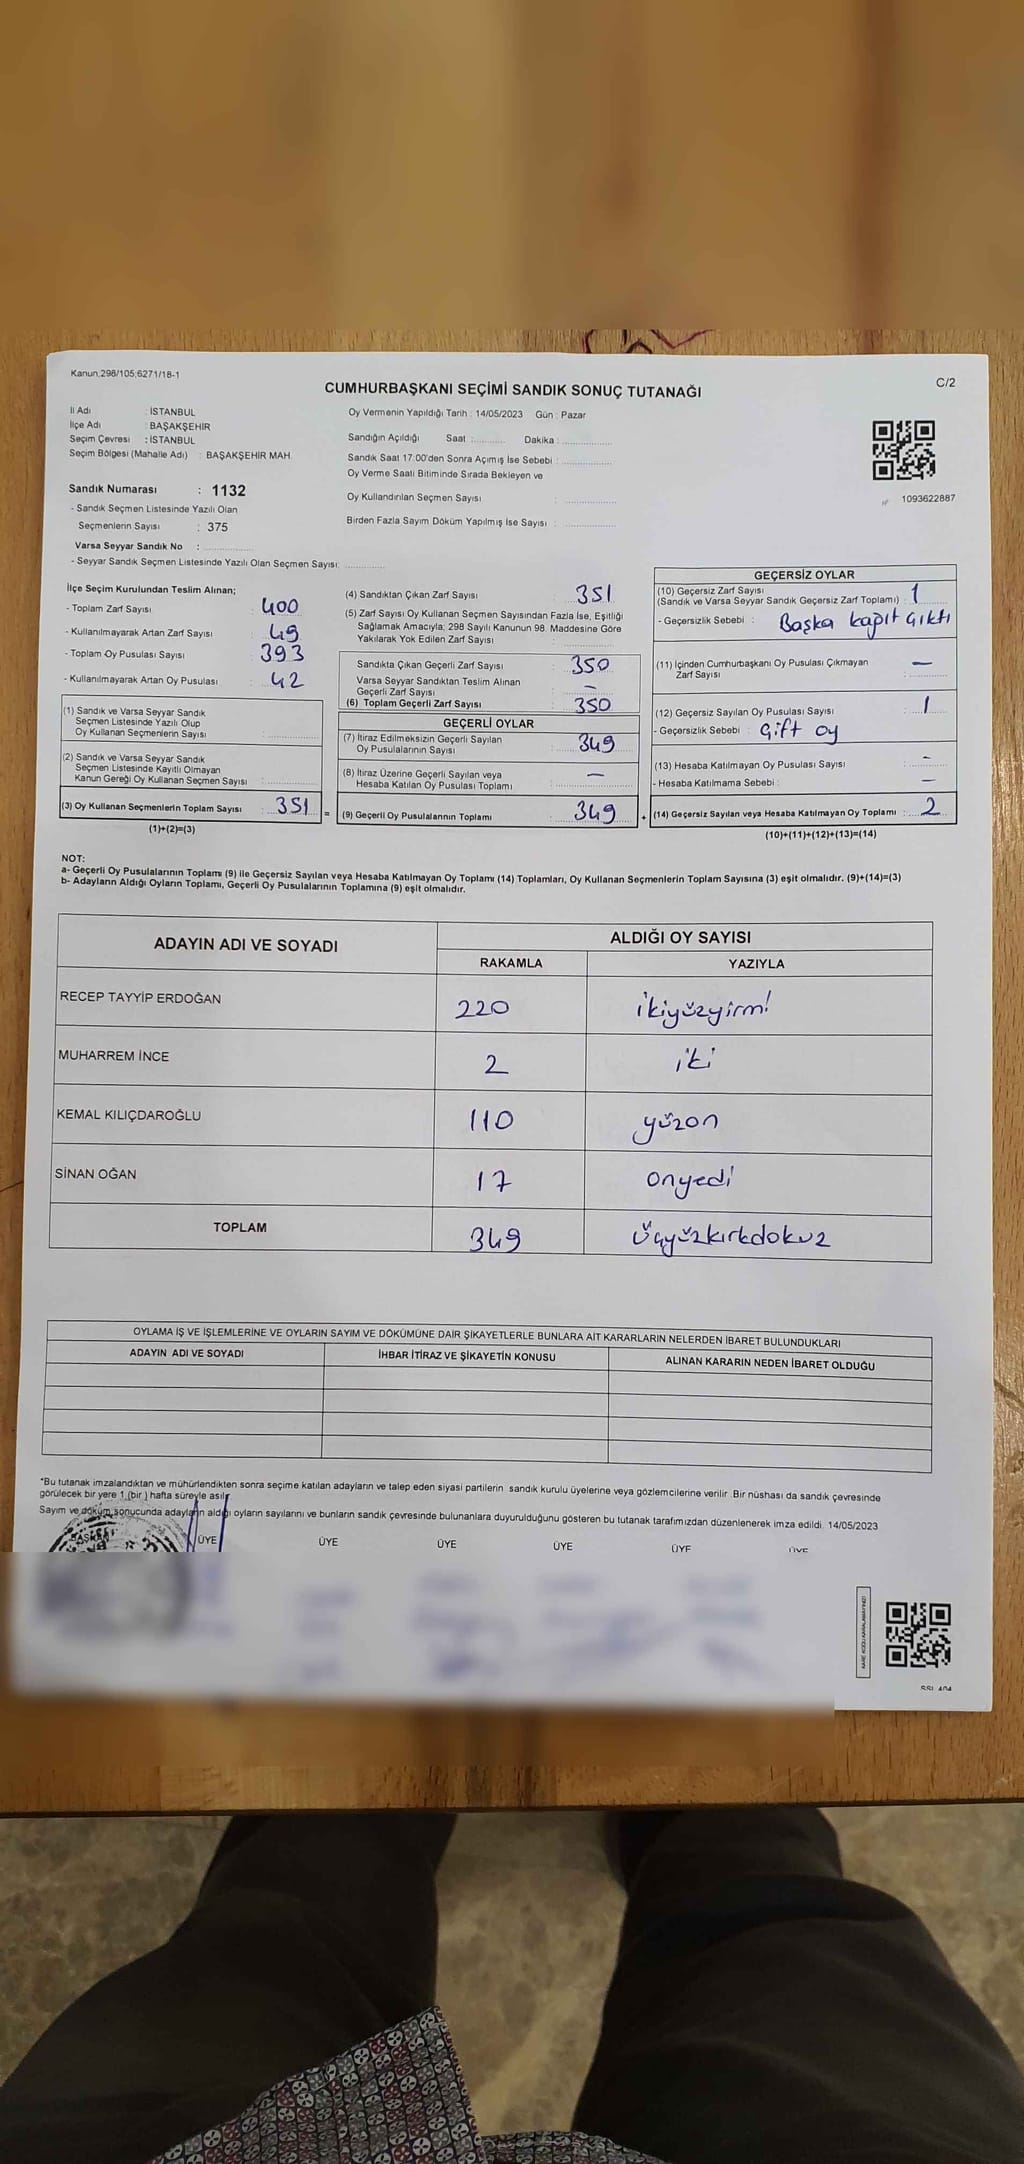 Kanun,298/105;6271/18-1
C/2
CUMHURBAŞKANI SEÇİMİ SANDIK SONUÇ TUTANAĞI
İl Adı : İSTANBUL
İlçe Adı : BAŞAKŞEHİR
Seçim Çevresi : İSTANBUL
Seçim Bölgesi (Mahalle Adı) : BAŞAKŞEHİR MAH.
Sandık Numarası : 1132
- Sandık Seçmen Listesinde Yazılı Olan
Seçmenlerin Sayısı : 375
Varsa Seyyar Sandık No :
- Seyyar Sandık Seçmen Listesinde Yazılı Olan Seçmen Sayısı:
Oy Vermenin Yapıldığı Tarih : 14/05/2023 Gün : Pazar
Sandığın Açıldığı Saat : Dakika :
Sandık Saat 17:00'den Sonra Açımış İse Sebebi :
Oy Verme Saati Bitiminde Sırada Bekleyen ve
Oy Kullandırılan Seçmen Sayısı :
Birden Fazla Sayım Döküm Yapılmış İse Sayısı :
1093622887
İlçe Seçim Kurulundan Teslim Alınan;
- Toplam Zarf Sayısı : 400
- Kullanılmayarak Artan Zarf Sayısı : 49
- Toplam Oy Pusulası Sayısı : 393
- Kullanılmayarak Artan Oy Pusulası : 42
(1) Sandık ve Varsa Seyyar Sandık
Seçmen Listesinde Yazılı Olup
Oy Kullanan Seçmenlerin Sayısı :
(2) Sandık ve Varsa Seyyar Sandık
Seçmen Listesinde Kayıtlı Olmayan
Kanun Gereği Oy Kullanan Seçmen Sayısı :
(3) Oy Kullanan Seçmenlerin Toplam Sayısı : 351
(1)+(2)=(3)
=
(4) Sandıktan Çıkan Zarf Sayısı : 351
(5) Zarf Sayısı Oy Kullanan Seçmen Sayısından Fazla İse, Eşitliği
Sağlamak Amacıyla; 298 Sayılı Kanunun 98. Maddesine Göre
Yakılarak Yok Edilen Zarf Sayısı :
Sandıkta Çıkan Geçerli Zarf Sayısı : 350
Varsa Seyyar Sandıktan Teslim Alınan
Geçerli Zarf Sayısı : –
(6) Toplam Geçerli Zarf Sayısı : 350
GEÇERLİ OYLAR
(7) İtiraz Edilmeksizin Geçerli Sayılan
Oy Pusulalarının Sayısı : 349
(8) İtiraz Üzerine Geçerli Sayılan veya
Hesaba Katılan Oy Pusulası Toplamı : –
(9) Geçerli Oy Pusulalarının Toplamı : 349
+
GEÇERSİZ OYLAR
(10) Geçersiz Zarf Sayısı
(Sandık ve Varsa Seyyar Sandık Geçersiz Zarf Toplamı) : 1
- Geçersizlik Sebebi : Başka kağıt çıktı
(11) İçinden Cumhurbaşkanı Oy Pusulası Çıkmayan
Zarf Sayısı : –
(12) Geçersiz Sayılan Oy Pusulası Sayısı : 1
- Geçersizlik Sebebi : Çift oy
(13) Hesaba Katılmayan Oy Pusulası Sayısı : –
- Hesaba Katılmama Sebebi : –
(14) Geçersiz Sayılan veya Hesaba Katılmayan Oy Toplamı : 2
(10)+(11)+(12)+(13)=(14)
NOT:
a- Geçerli Oy Pusulalarının Toplamı (9) ile Geçersiz Sayılan veya Hesaba Katılmayan Oy Toplamı (14) Toplamları, Oy Kullanan Seçmenlerin Toplam Sayısına (3) eşit olmalıdır. (9)+(14)=(3)
b- Adayların Aldığı Oyların Toplamı, Geçerli Oy Pusulalarının Toplamına (9) eşit olmalıdır.
ADAYIN ADI VE SOYADI ALDIĞI OY SAYISI
RAKAMLA YAZIYLA
RECEP TAYYİP ERDOĞAN 220 ikiyüzyirmi
MUHARREM İNCE 2 iki
KEMAL KILIÇDAROĞLU 110 yüzon
SİNAN OĞAN 17 onyedi
TOPLAM 349 üçyüzkırkdokuz
OYLAMA İŞ VE İŞLEMLERİNE VE OYLARIN SAYIM VE DÖKÜMÜNE DAİR ŞİKAYETLERLE BUNLARA AİT KARARLARIN NELERDEN İBARET BULUNDUKLARI
ADAYIN ADI VE SOYADI İHBAR İTİRAZ VE ŞİKAYETİN KONUSU ALINAN KARARIN NEDEN İBARET OLDUĞU
*Bu tutanak imzalandıktan ve mühürlendikten sonra seçime katılan adayların ve talep eden siyasi partilerin sandık kurulu üyelerine veya gözlemcilerine verilir. Bir nüshası da sandık çevresinde
görülecek bir yere 1 (bir ) hafta süreyle asılır.
Sayım ve döküm sonucunda adayların aldığı oyların sayılarını ve bunların sandık çevresinde bulunanlara duyurulduğunu gösteren bu tutanak tarafımızdan düzenlenerek imza edildi. 14/05/2023
BAŞKAN ÜYE ÜYE ÜYE ÜYE ÜYE ÜYE